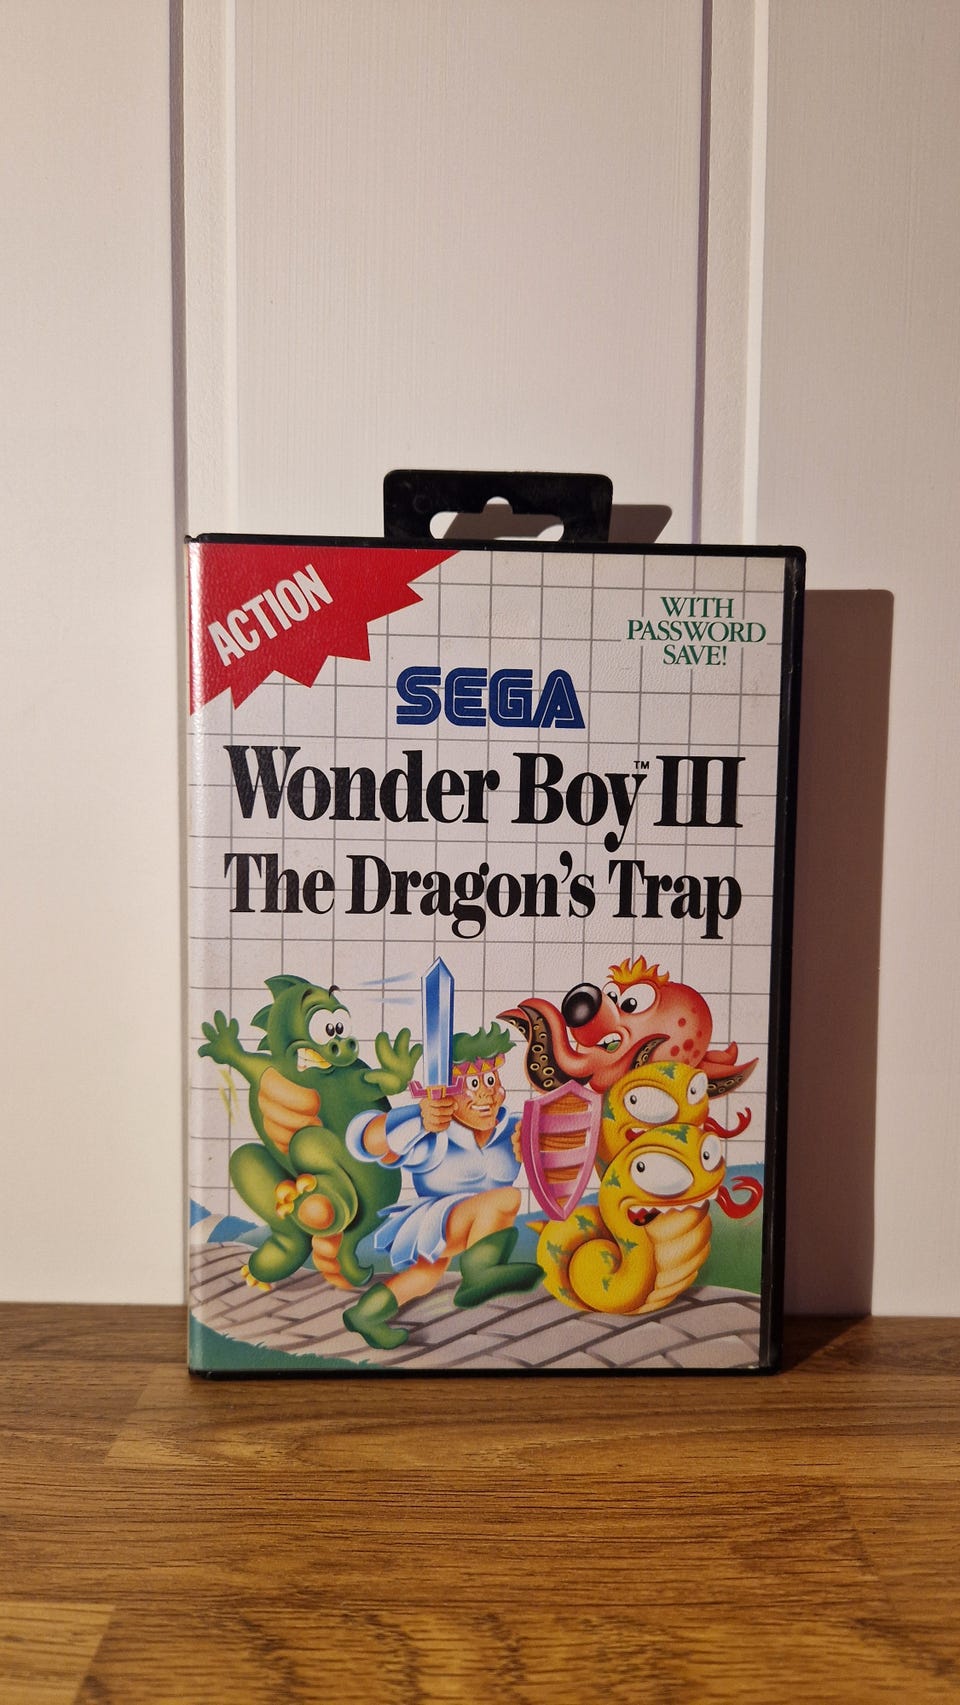 ACTION
WITH
PASSWORD
SAVE!
SEGA
Wonder Boy™ III
The Dragon's Trap